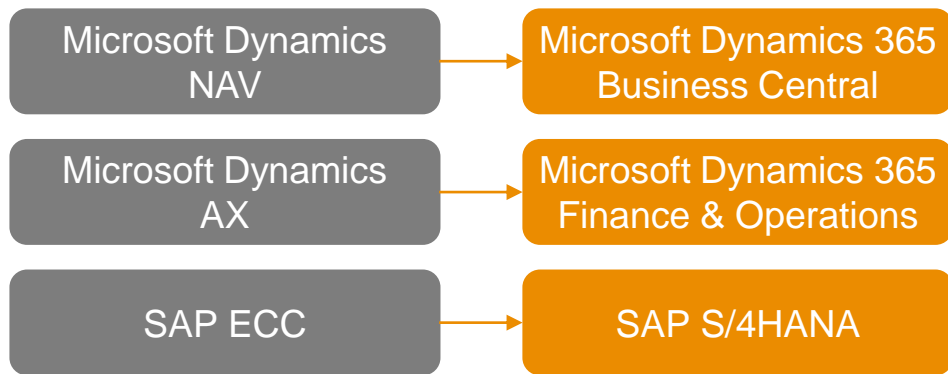 Microsoft Dynamics
NAV
Microsoft Dynamics 365
Business Central
Microsoft Dynamics
AX
Microsoft Dynamics 365
Finance & Operations
SAP ECC
SAP S/4HANA